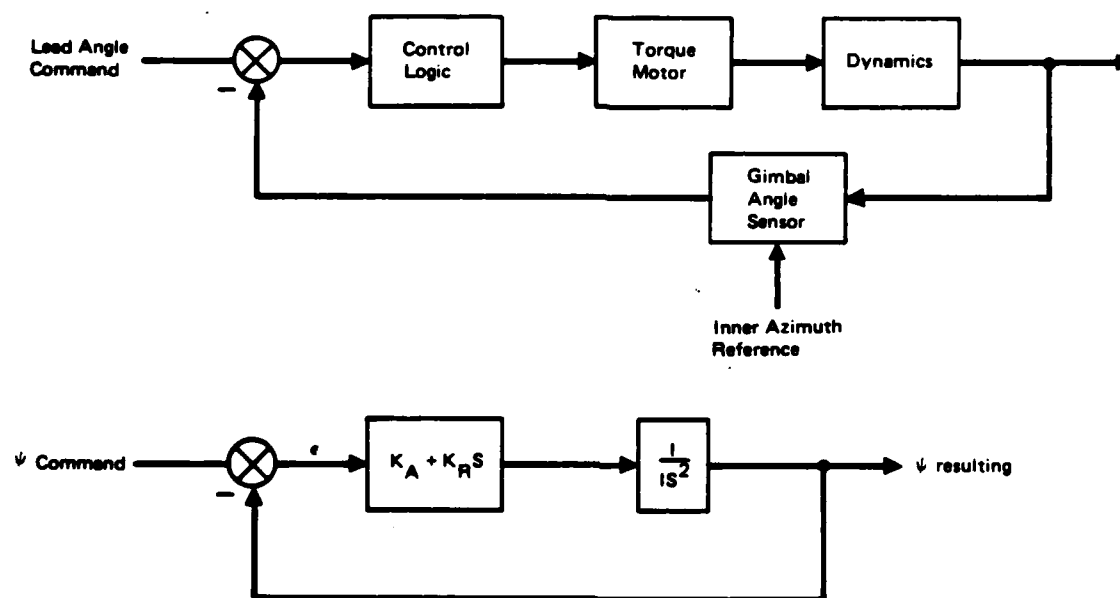 Lead Angle
Command
−
Control
Logic
Torque
Motor
Dynamics
Gimbal
Angle
Sensor
Inner Azimuth
Reference
ψ Command
−
ϵ
K_A + K_R S
1
IS²
ψ resulting